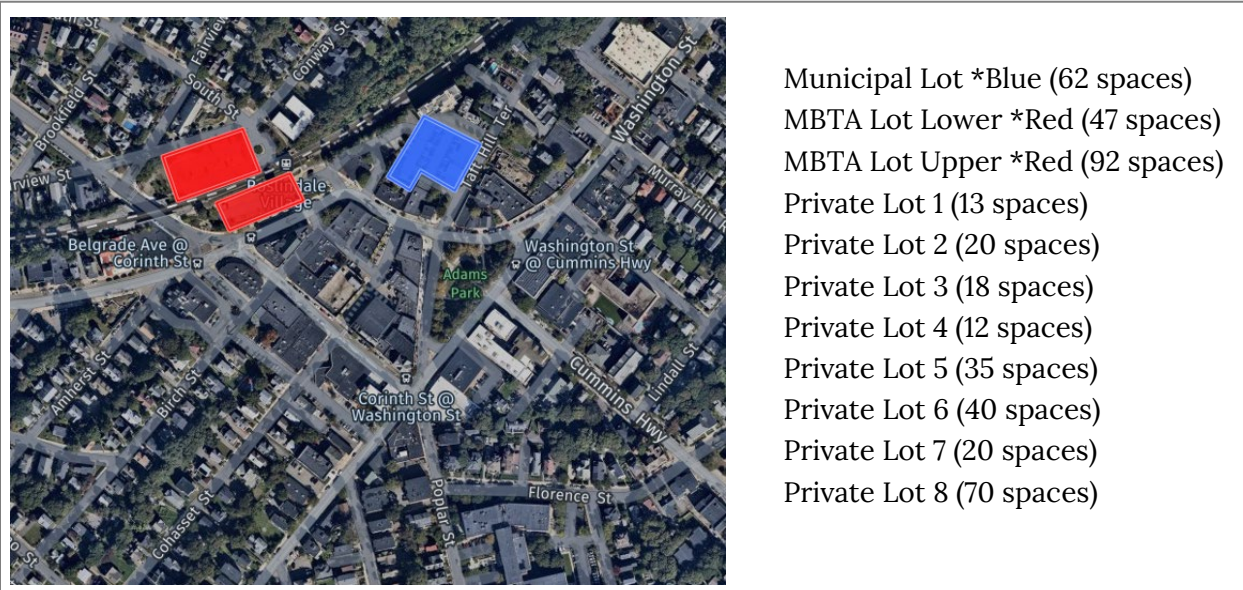 Fairview
Conway St
South St
Brookfield St
rview St
Washington St
Taft Hill Ter
Murray Hill R
Roslindale
Village
Belgrade Ave @
Corinth St
Washington St
@ Cummins Hwy
Adams
Park
Amherst St
Birch St
Corinth St @
Washington St
Cummins Hwy
Lindall St
Cohasset St
Poplar St
Florence St
o St
Municipal Lot *Blue (62 spaces)
MBTA Lot Lower *Red (47 spaces)
MBTA Lot Upper *Red (92 spaces)
Private Lot 1 (13 spaces)
Private Lot 2 (20 spaces)
Private Lot 3 (18 spaces)
Private Lot 4 (12 spaces)
Private Lot 5 (35 spaces)
Private Lot 6 (40 spaces)
Private Lot 7 (20 spaces)
Private Lot 8 (70 spaces)